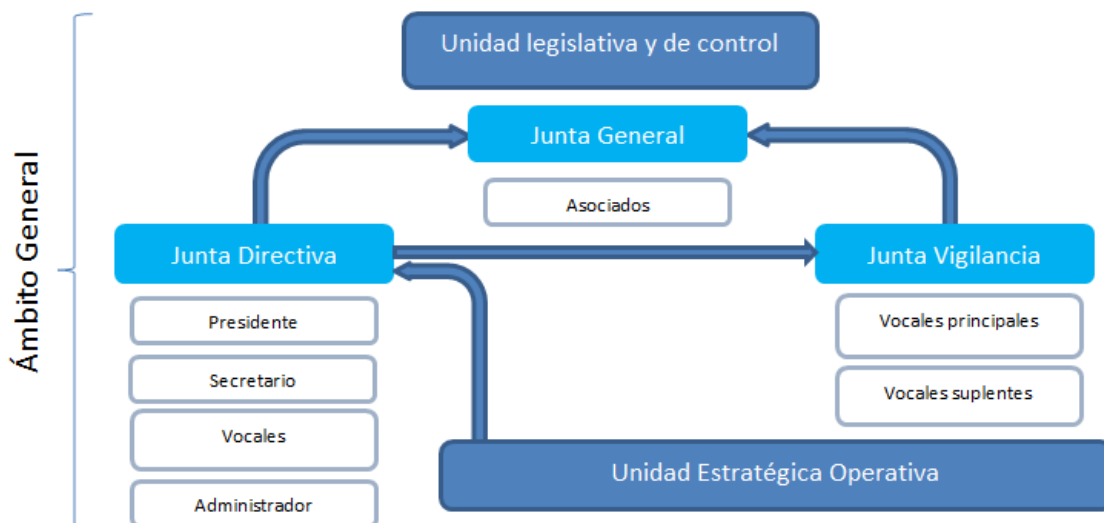 Ámbito General
Unidad legislativa y de control
Junta General
Asociados
Junta Directiva
Junta Vigilancia
Presidente
Secretario
Vocales
Administrador
Vocales principales
Vocales suplentes
Unidad Estratégica Operativa